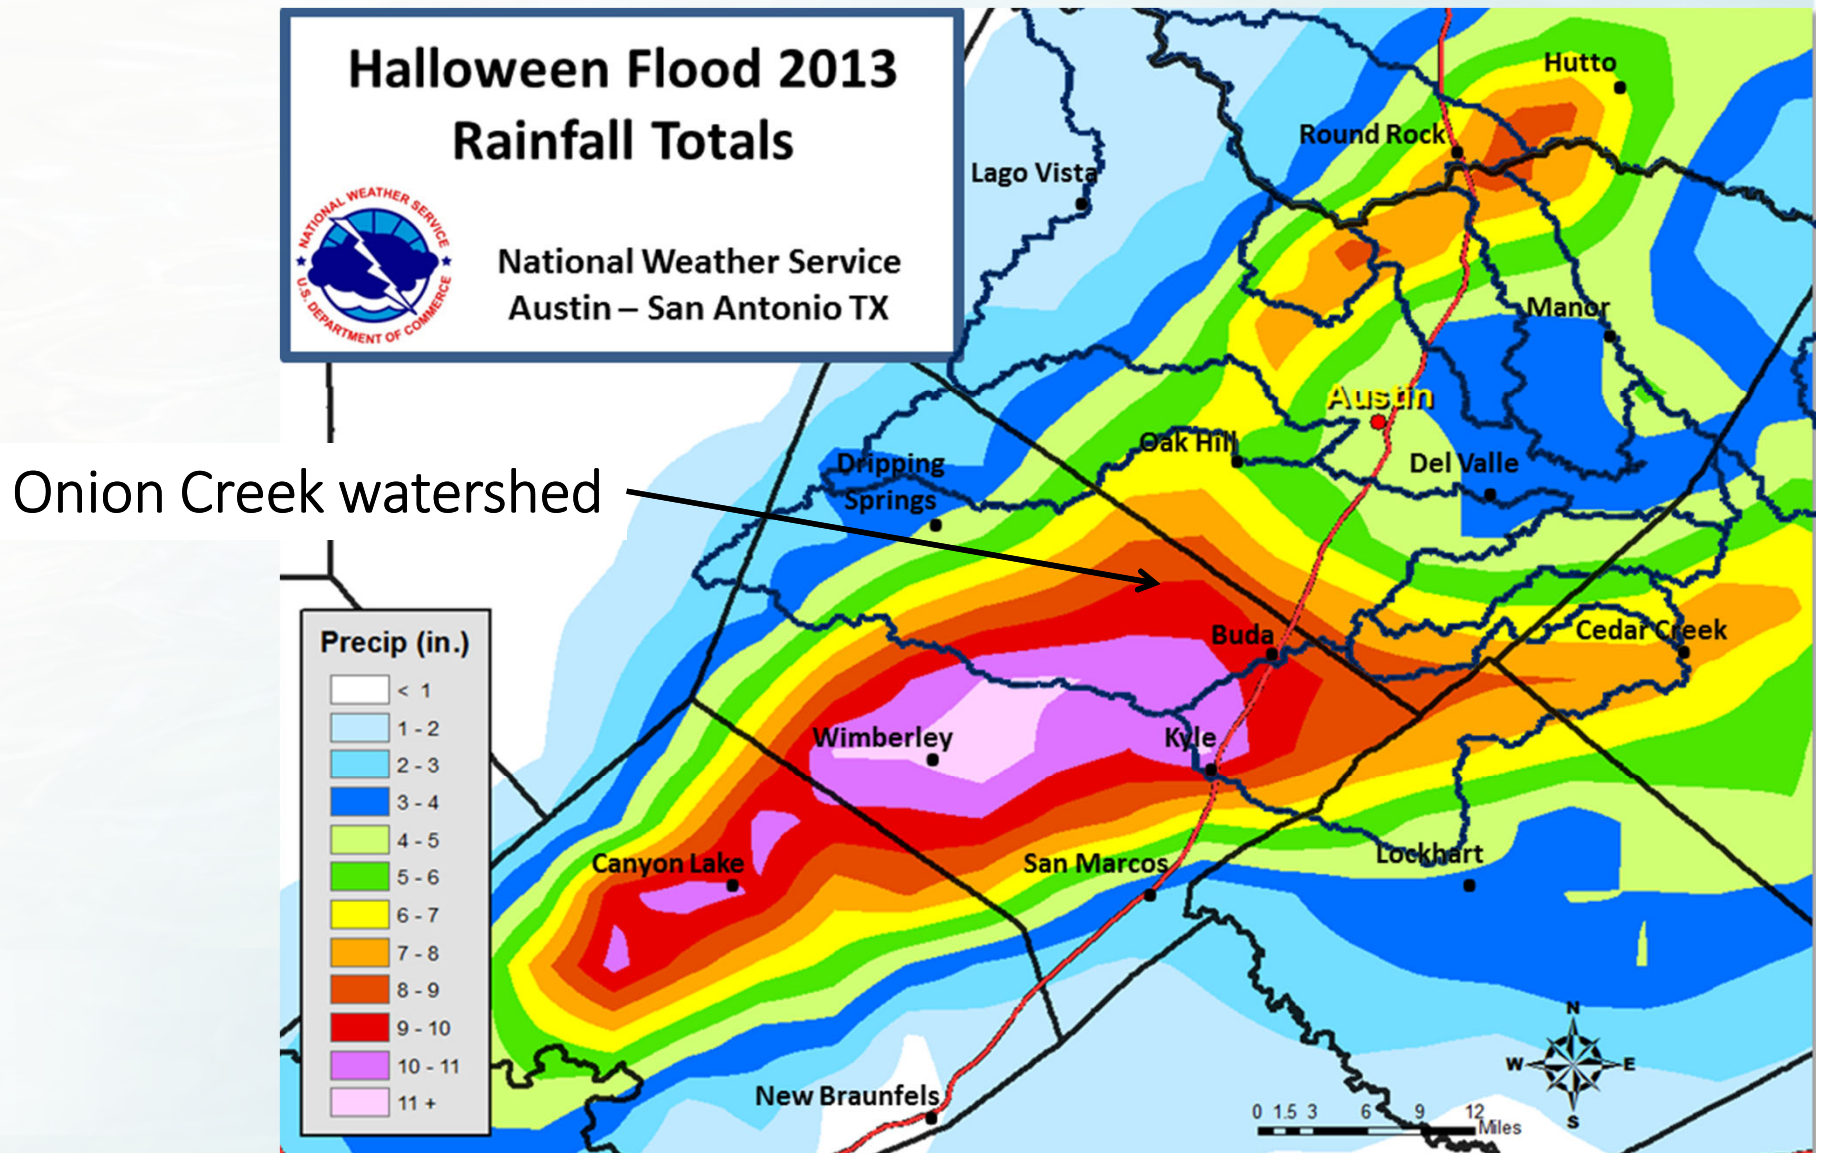 Halloween Flood 2013
Rainfall Totals
NATIONAL WEATHER SERVICE
U.S. DEPARTMENT OF COMMERCE
National Weather Service
Austin – San Antonio TX
Hutto
Round Rock
Lago Vista
Manor
Austin
Oak Hill
Del Valle
Dripping
Springs
Onion Creek watershed
Buda
Cedar Creek
Wimberley
Kyle
Canyon Lake
San Marcos
Lockhart
New Braunfels
Precip (in.)
< 1
1 - 2
2 - 3
3 - 4
4 - 5
5 - 6
6 - 7
7 - 8
8 - 9
9 - 10
10 - 11
11 +
N
W E
S
0 1.5 3 6 9 12
Miles